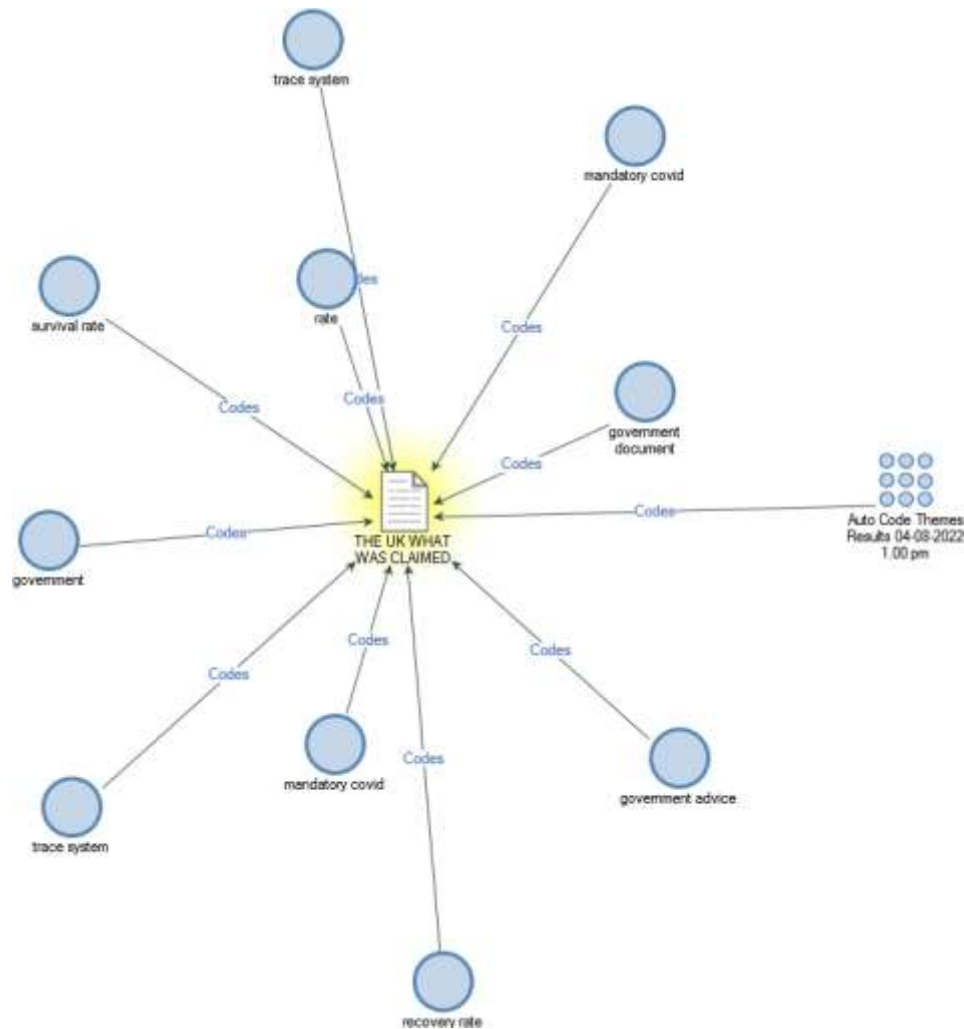 trace system
mandatory covid
des
survival rate
rate
Codes
Codes
Codes
government
document
Codes
Codes
Codes
Auto Code Themes
Results 04-08-2022
1.00 pm
THE UK WHAT
WAS CLAIMED
government
Codes
Codes
Codes
Codes
mandatory covid
government advice
trace system
recovery rate